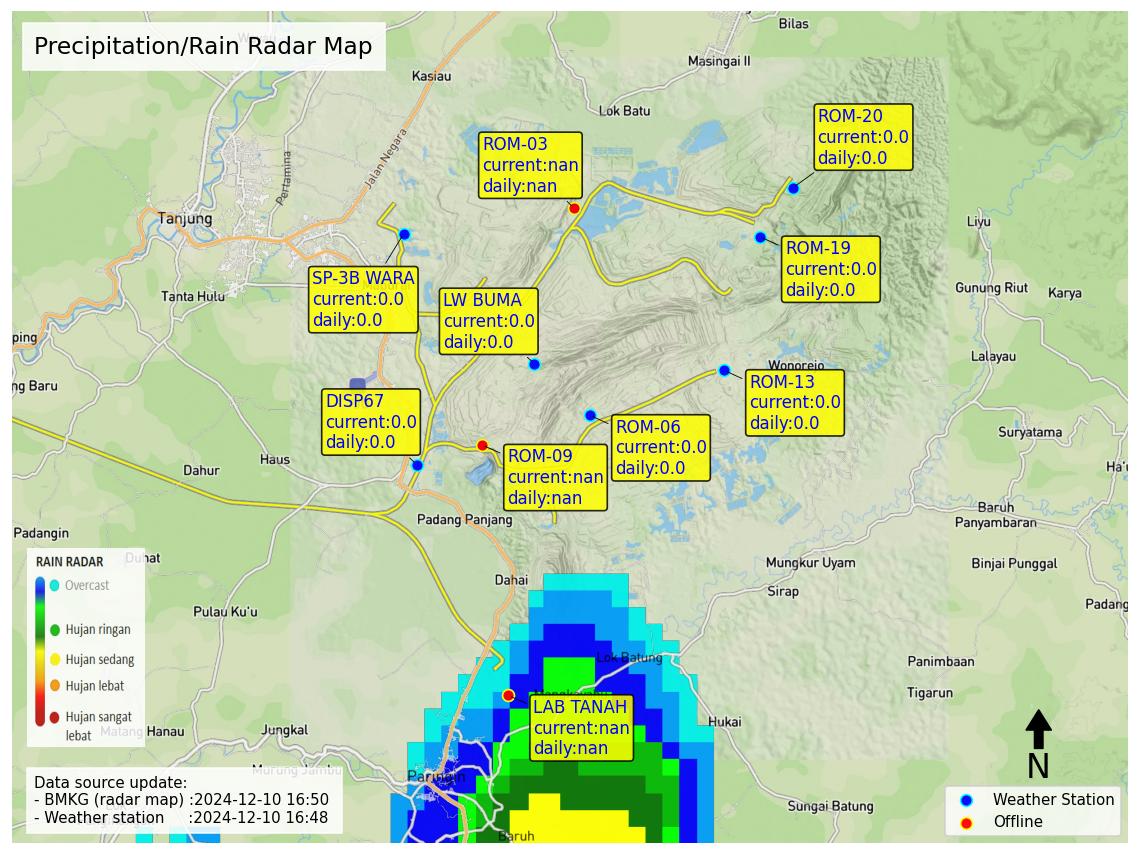 Precipitation/Rain Radar Map
Bilas
Masingai II
Kasiau
Lok Batu
ROM-20
current:0.0
daily:0.0
ROM-03
current:nan
daily:nan
Jalan Negara
Pertamina
Tanjung
Liyu
ROM-19
current:0.0
daily:0.0
SP-3B WARA
current:0.0
daily:0.0
LW BUMA
current:0.0
daily:0.0
Tanta Hulu
Gunung Riut
Karya
ping
Lalayau
Wonorejo
ng Baru
ROM-13
current:0.0
daily:0.0
DISP67
current:0.0
daily:0.0
ROM-06
current:0.0
daily:0.0
Suryatama
ROM-09
current:nan
daily:nan
Haus
Dahur
Ha'u
Baruh
Panyambaran
Padang Panjang
Padangin
Duhat
Mungkur Uyam
Binjai Punggal
Dahai
Sirap
Padang
Pulau Ku'u
RAIN RADAR
Overcast
Hujan ringan
Hujan sedang
Hujan lebat
Hujan sangat
lebat
Lok Batung
Panimbaan
Tigarun
LAB TANAH
current:nan
daily:nan
Hukai
Matang Hanau
Jungkal
Murung Jambu
Paringin
N
Data source update:
- BMKG (radar map) :2024-12-10 16:50
- Weather station :2024-12-10 16:48
Sungai Batung
Baruh
Weather Station
Offline